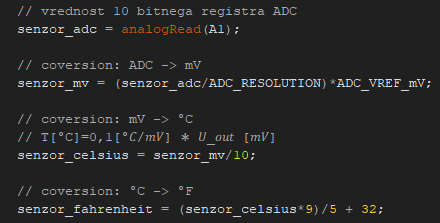 // vrednost 10 bitnega registra ADC
senzor_adc = analogRead(A1);
// coversion: ADC -> mV
senzor_mv = (senzor_adc/ADC_RESOLUTION)*ADC_VREF_mV;
// coversion: mV -> °C
// T[°C]=0,1[°C/mV] * U_out [mV]
senzor_celsius = senzor_mv/10;
// coversion: °C -> °F
senzor_fahrenheit = (senzor_celsius*9)/5 + 32;